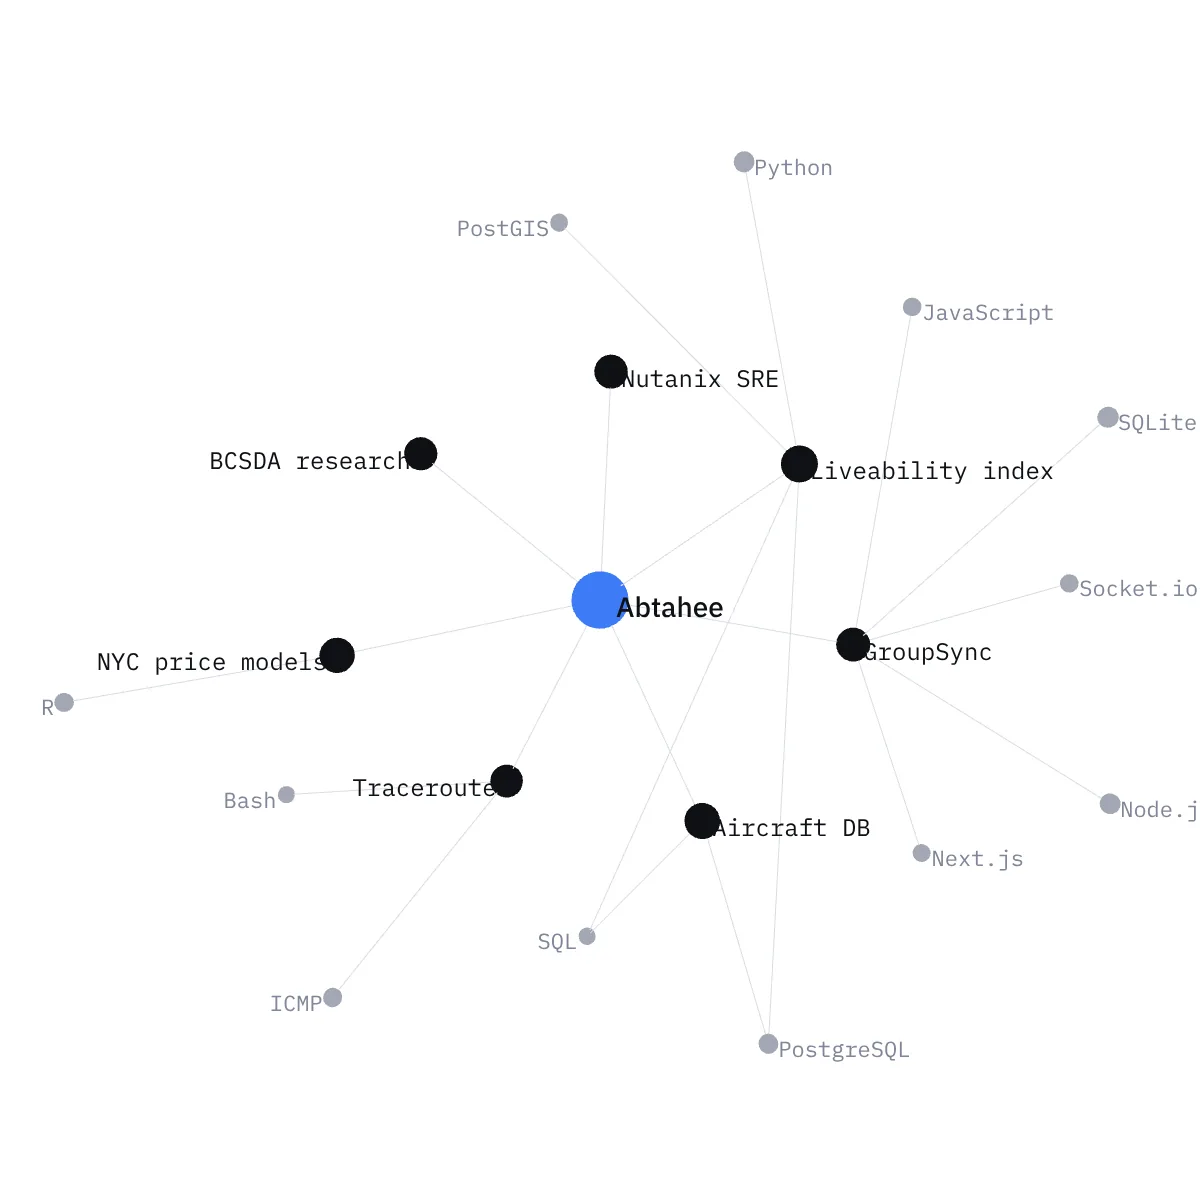 Python
PostGIS
JavaScript
Nutanix SRE
SQLite
BCSDA research
Liveability index
Socket.io
Abtahee
GroupSync
NYC price models
R
Traceroute
Bash
Node.j
Aircraft DB
Next.js
SQL
ICMP
PostgreSQL